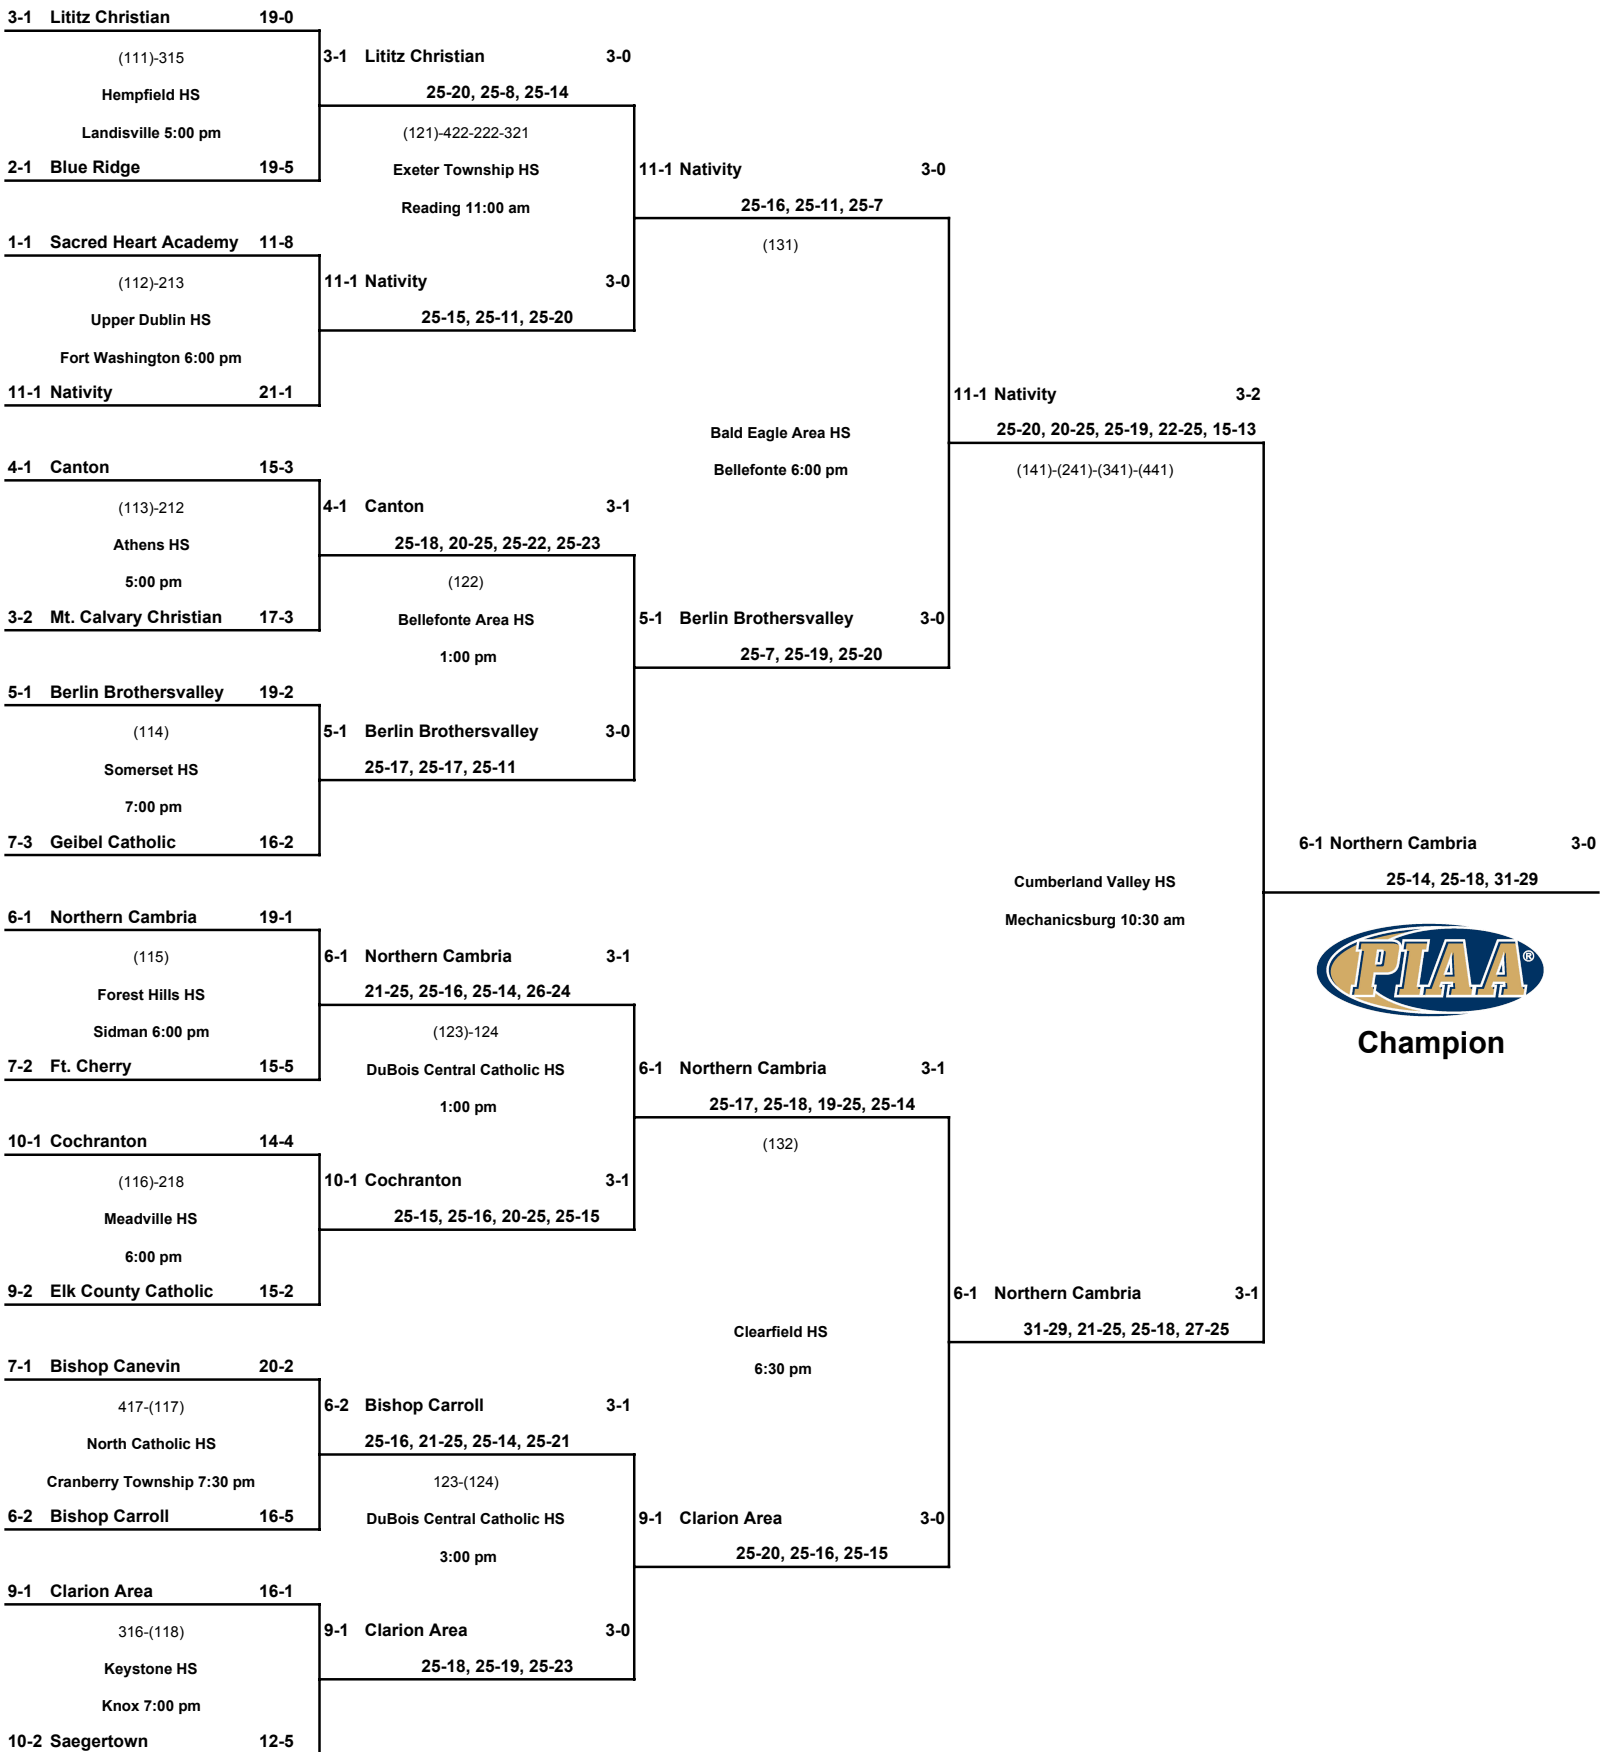 3-1 Lititz Christian 19-0
(111)-315
Hempfield HS
Landisville 5:00 pm
2-1 Blue Ridge 19-5
1-1 Sacred Heart Academy 11-8
(112)-213
Upper Dublin HS
Fort Washington 6:00 pm
11-1 Nativity 21-1
4-1 Canton 15-3
(113)-212
Athens HS
5:00 pm
3-2 Mt. Calvary Christian 17-3
5-1 Berlin Brothersvalley 19-2
(114)
Somerset HS
7:00 pm
7-3 Geibel Catholic 16-2
6-1 Northern Cambria 19-1
(115)
Forest Hills HS
Sidman 6:00 pm
7-2 Ft. Cherry 15-5
10-1 Cochranton 14-4
(116)-218
Meadville HS
6:00 pm
9-2 Elk County Catholic 15-2
7-1 Bishop Canevin 20-2
417-(117)
North Catholic HS
Cranberry Township 7:30 pm
6-2 Bishop Carroll 16-5
9-1 Clarion Area 16-1
316-(118)
Keystone HS
Knox 7:00 pm
10-2 Saegertown 12-5
3-1 Lititz Christian 3-0
25-20, 25-8, 25-14
(121)-422-222-321
Exeter Township HS
Reading 11:00 am
11-1 Nativity 3-0
25-15, 25-11, 25-20
4-1 Canton 3-1
25-18, 20-25, 25-22, 25-23
(122)
Bellefonte Area HS
1:00 pm
5-1 Berlin Brothersvalley 3-0
25-17, 25-17, 25-11
6-1 Northern Cambria 3-1
21-25, 25-16, 25-14, 26-24
(123)-124
DuBois Central Catholic HS
1:00 pm
10-1 Cochranton 3-1
25-15, 25-16, 20-25, 25-15
6-2 Bishop Carroll 3-1
25-16, 21-25, 25-14, 25-21
123-(124)
DuBois Central Catholic HS
3:00 pm
9-1 Clarion Area 3-0
25-18, 25-19, 25-23
11-1 Nativity 3-0
25-16, 25-11, 25-7
(131)
Bald Eagle Area HS
Bellefonte 6:00 pm
5-1 Berlin Brothersvalley 3-0
25-7, 25-19, 25-20
6-1 Northern Cambria 3-1
25-17, 25-18, 19-25, 25-14
(132)
Clearfield HS
6:30 pm
9-1 Clarion Area 3-0
25-20, 25-16, 25-15
11-1 Nativity 3-2
25-20, 20-25, 25-19, 22-25, 15-13
(141)-(241)-(341)-(441)
Cumberland Valley HS
Mechanicsburg 10:30 am
6-1 Northern Cambria 3-1
31-29, 21-25, 25-18, 27-25
6-1 Northern Cambria 3-0
25-14, 25-18, 31-29
PIAA®
Champion